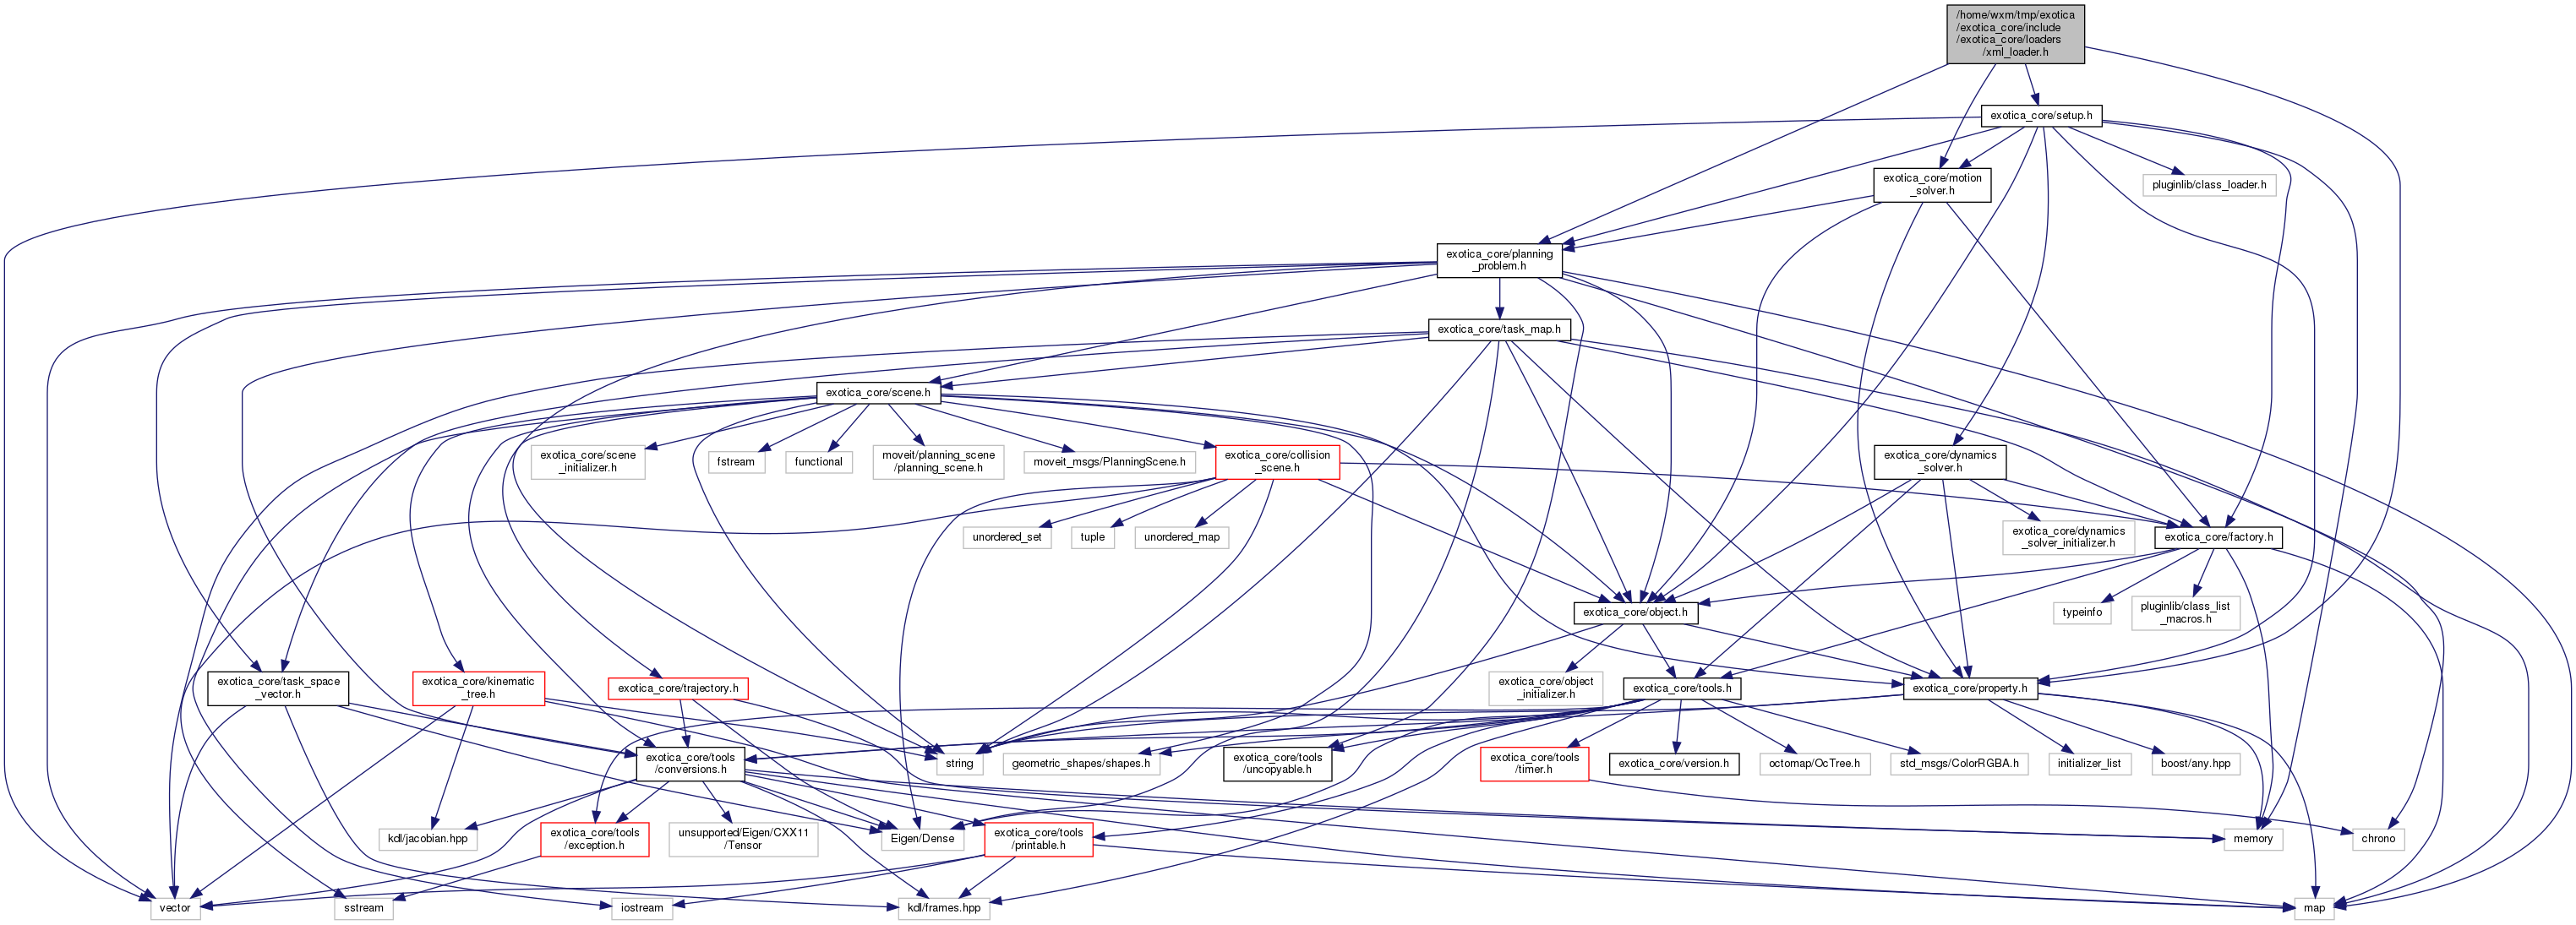 /home/wxm/tmp/exotica
/exotica_core/include
/exotica_core/loaders
/xml_loader.h
exotica_core/setup.h
exotica_core/motion
_solver.h
pluginlib/class_loader.h
exotica_core/planning
_problem.h
exotica_core/task_map.h
exotica_core/scene.h
exotica_core/scene
_initializer.h
fstream
functional
moveit/planning_scene
/planning_scene.h
moveit_msgs/PlanningScene.h
exotica_core/collision
_scene.h
exotica_core/dynamics
_solver.h
unordered_set
tuple
unordered_map
exotica_core/dynamics
_solver_initializer.h
exotica_core/factory.h
exotica_core/object.h
typeinfo
pluginlib/class_list
_macros.h
exotica_core/task_space
_vector.h
exotica_core/kinematic
_tree.h
exotica_core/trajectory.h
exotica_core/object
_initializer.h
exotica_core/tools.h
exotica_core/property.h
exotica_core/tools
/conversions.h
string
geometric_shapes/shapes.h
exotica_core/tools
/uncopyable.h
exotica_core/tools
/timer.h
exotica_core/version.h
octomap/OcTree.h
std_msgs/ColorRGBA.h
initializer_list
boost/any.hpp
kdl/jacobian.hpp
exotica_core/tools
/exception.h
unsupported/Eigen/CXX11
/Tensor
Eigen/Dense
exotica_core/tools
/printable.h
memory
chrono
vector
sstream
iostream
kdl/frames.hpp
map